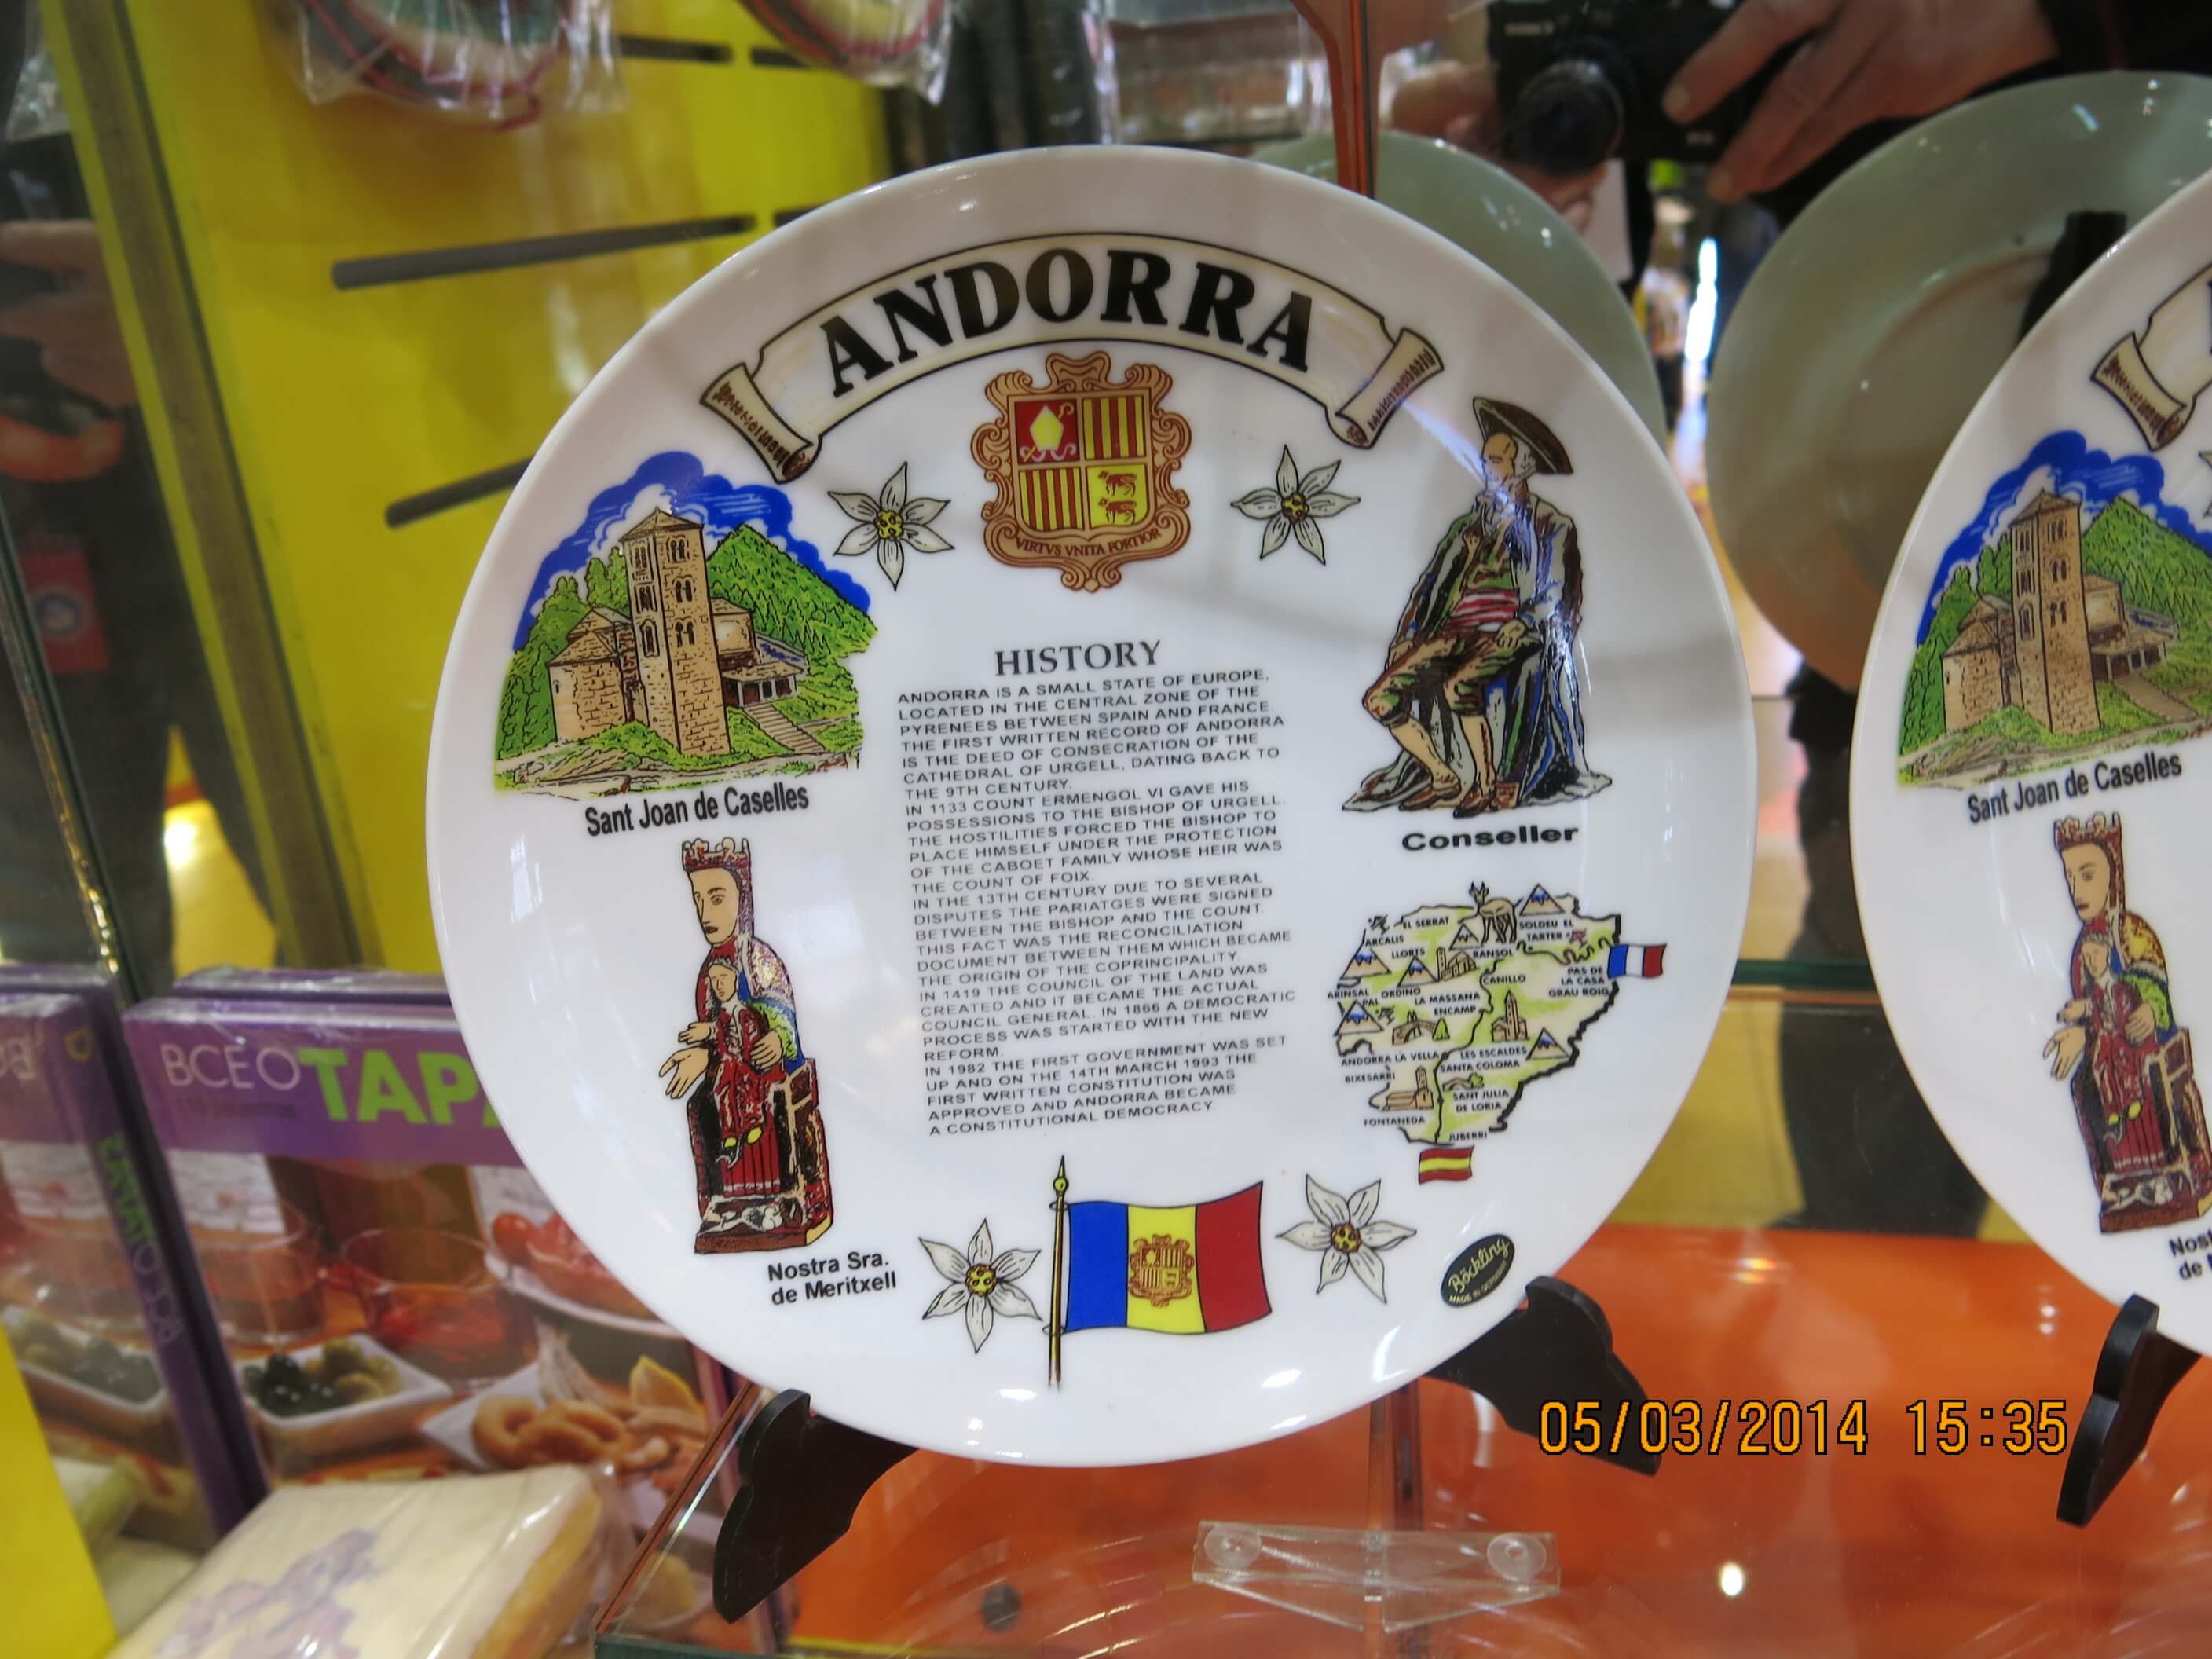 ANDORRA
VIRTVS VNITA FORTIOR
HISTORY
ANDORRA IS A SMALL STATE OF EUROPE,
LOCATED IN THE CENTRAL ZONE OF THE
PYRENEES BETWEEN SPAIN AND FRANCE
THE FIRST WRITTEN RECORD OF ANDORRA
IS THE DEED OF CONSECRATION OF THE
CATHEDRAL OF URGELL, DATING BACK TO
THE 9TH CENTURY.
IN 1133 COUNT ERMENGOL VI GAVE HIS
POSSESSIONS TO THE BISHOP OF URGELL.
THE HOSTILITIES FORCED THE BISHOP TO
PLACE HIMSELF UNDER THE PROTECTION
OF THE CABOET FAMILY WHOSE HEIR WAS
THE COUNT OF FOIX.
IN THE 13TH CENTURY DUE TO SEVERAL
DISPUTES THE PARIATGES WERE SIGNED
BETWEEN THE BISHOP AND THE COUNT.
THIS FACT WAS THE RECONCILIATION
DOCUMENT BETWEEN THEM WHICH BECAME
THE ORIGIN OF THE COPRINCIPALITY.
IN 1419 THE COUNCIL OF THE LAND WAS
CREATED AND IT BECAME THE ACTUAL
COUNCIL GENERAL. IN 1866 A DEMOCRATIC
PROCESS WAS STARTED WITH THE NEW
REFORM.
IN 1982 THE FIRST GOVERNMENT WAS SET
UP AND ON THE 14TH MARCH 1993 THE
FIRST WRITTEN CONSTITUTION WAS
APPROVED AND ANDORRA BECAME
A CONSTITUTIONAL DEMOCRACY
Sant Joan de Caselles
Conseller
Nostra Sra.
de Meritxell
EL SERRAT
SOLDEU EL
TARTER
ARCALIS
LLORTS
RANSOL
CANILLO
PAS DE
LA CASA
GRAU ROIG
ARINSAL
PAL
ORDINO
LA MASSANA
ENCAMP
ANDORRA LA VELLA
LES ESCALDES
SANTA COLOMA
BIXESARRI
SANT JULIA
DE LORIA
FONTANEDA
JUBERRI
Böckling
MADE IN GERMANY
Sant Joan de Caselles
ВСЕ О
05/03/2014 15:35